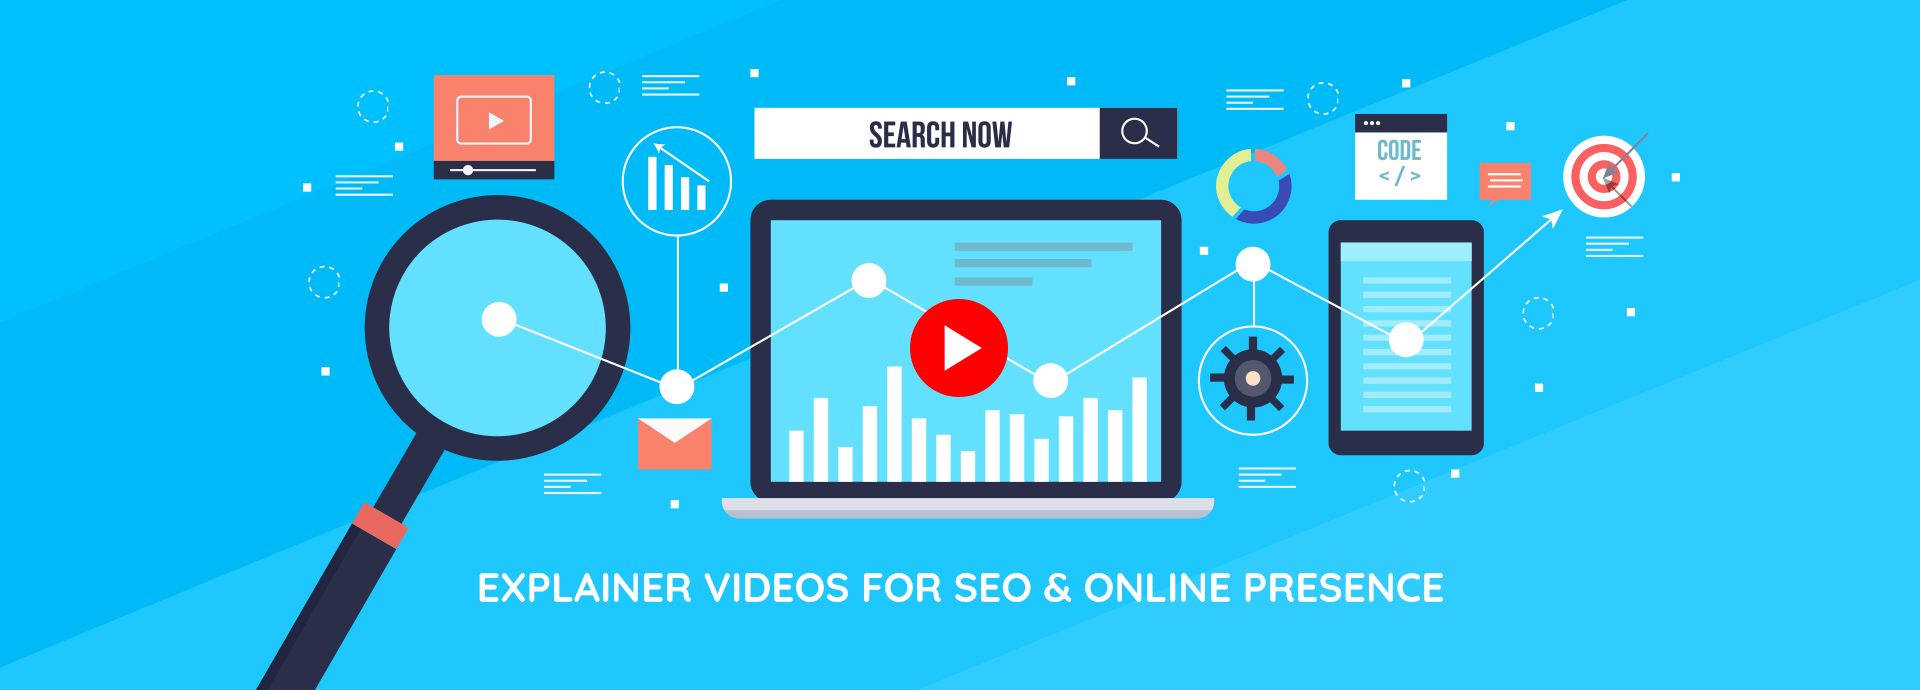 SEARCH NOW
CODE
</>
EXPLAINER VIDEOS FOR SEO & ONLINE PRESENCE